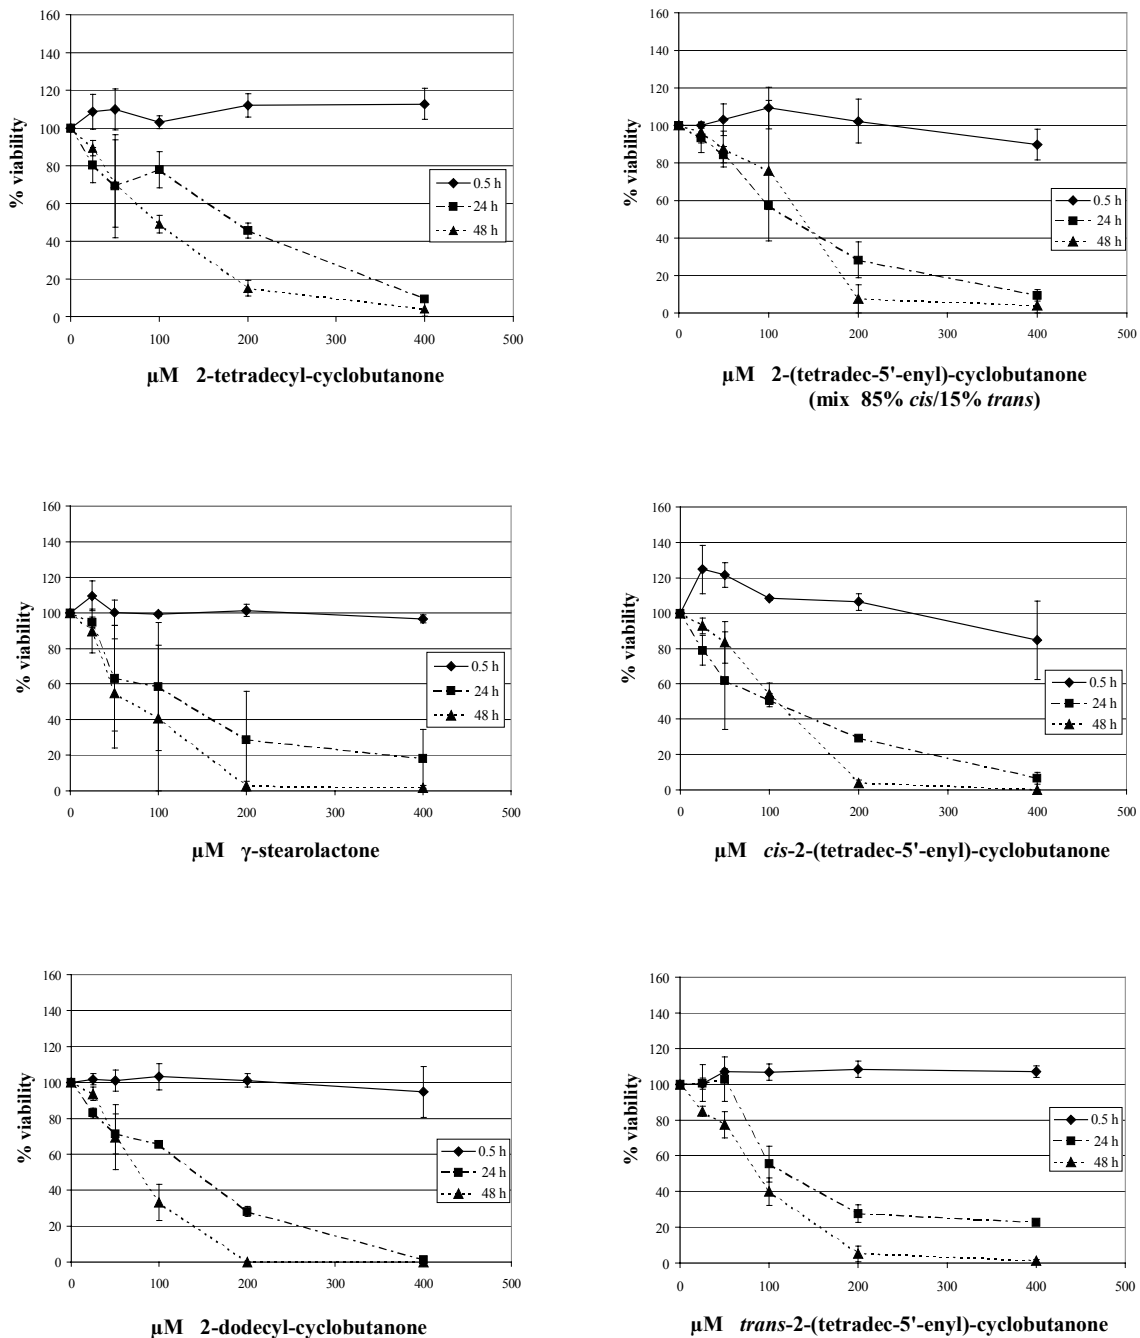 160
140
120
100
80
60
40
20
0
% viability
0 100 200 300 400 500
0.5 h
24 h
48 h
µM 2-tetradecyl-cyclobutanone
160
140
120
100
80
60
40
20
0
% viability
0 100 200 300 400 500
0.5 h
24 h
48 h
µM 2-(tetradec-5'-enyl)-cyclobutanone
(mix 85% cis/15% trans)
160
140
120
100
80
60
40
20
0
% viability
0 100 200 300 400 500
0.5 h
24 h
48 h
µM γ-stearolactone
160
140
120
100
80
60
40
20
0
% viability
0 100 200 300 400 500
0.5 h
24 h
48 h
µM cis-2-(tetradec-5'-enyl)-cyclobutanone
160
140
120
100
80
60
40
20
0
% viability
0 100 200 300 400 500
0.5 h
24 h
48 h
µM 2-dodecyl-cyclobutanone
160
140
120
100
80
60
40
20
0
% viability
0 100 200 300 400 500
0.5 h
24 h
48 h
µM trans-2-(tetradec-5'-enyl)-cyclobutanone